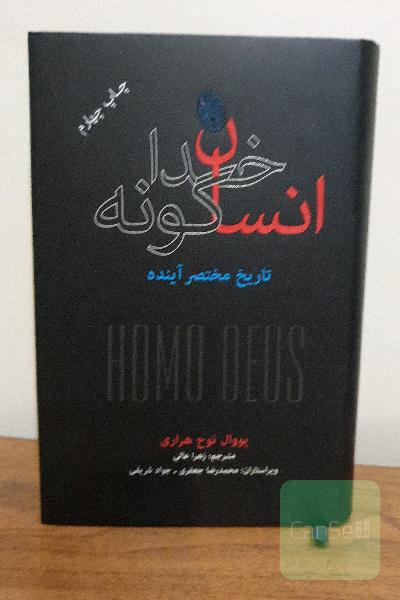 چاپ چهارم
انسان
خداگونه
تاریخ مختصر آینده
HOMO DEUS
یووال نوح هراری
مترجم: زهرا عالی
ویراستاران: محمدرضا جعفری - جواد شریفی
CanSell